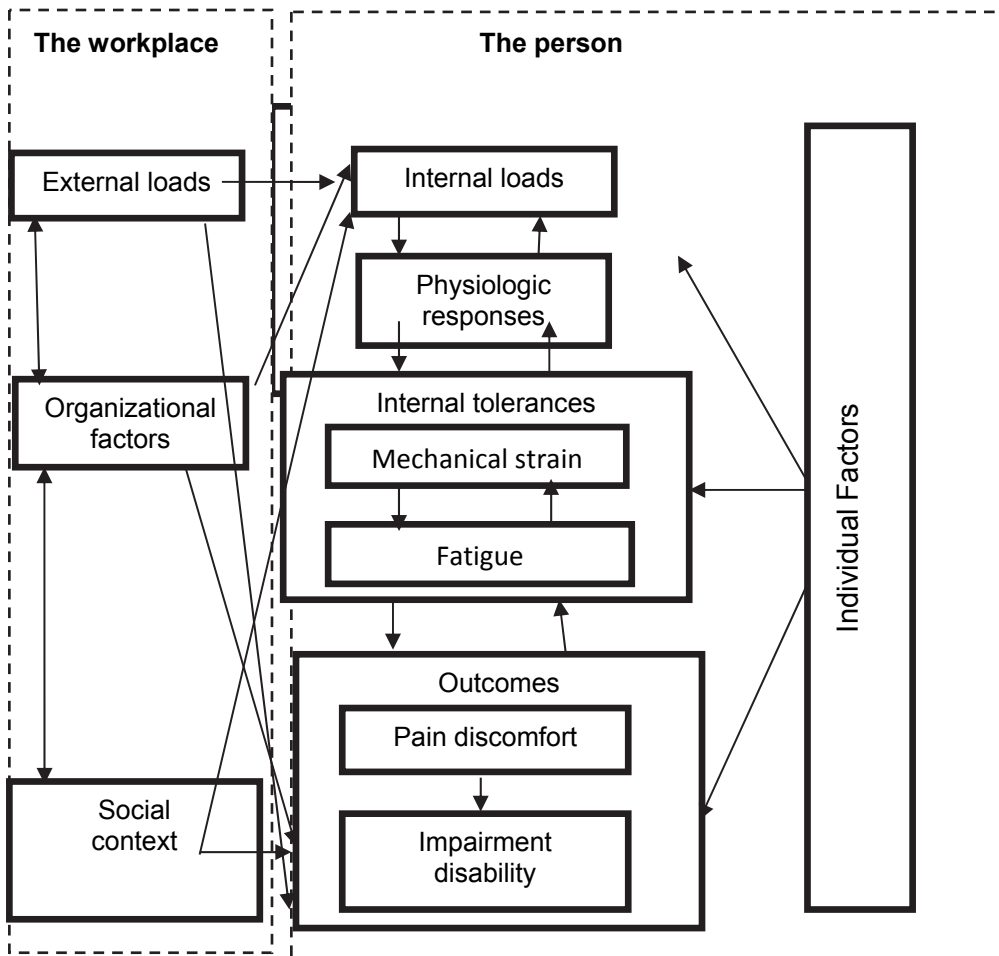 The workplace
The person
External loads
Internal loads
Physiologic
responses
Organizational
factors
Internal tolerances
Mechanical strain
Fatigue
Individual Factors
Outcomes
Pain discomfort
Social
context
Impairment
disability